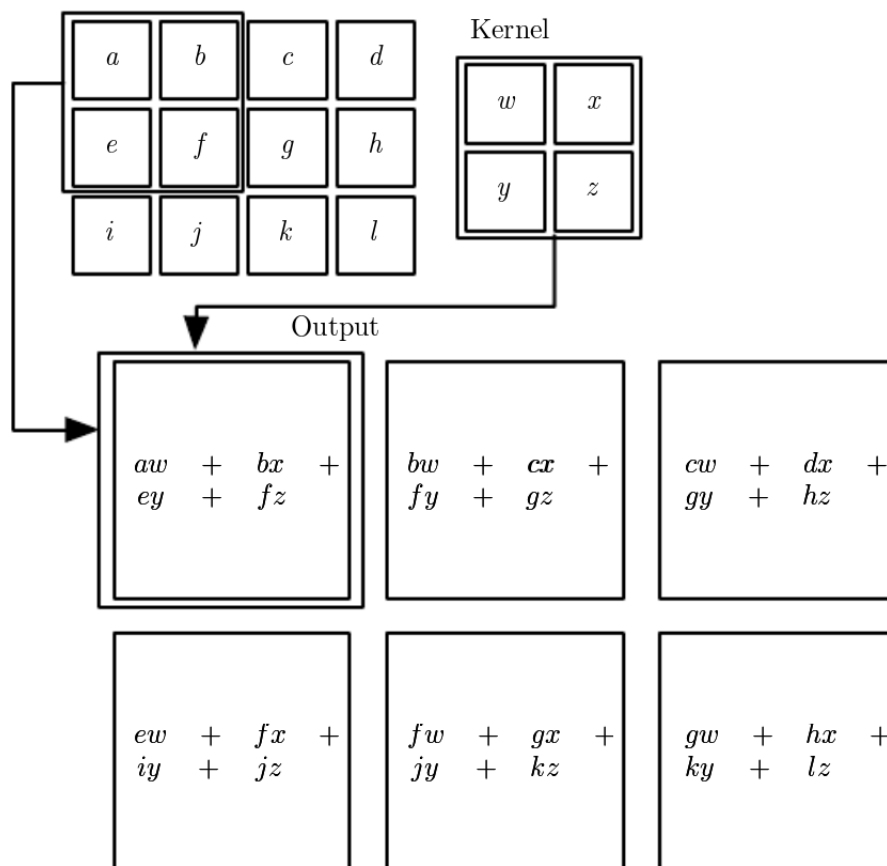 Kernel
a b c d
w x
e f g h
y z
i j k l
Output
aw + bx +
ey + fz
bw + cx +
fy + gz
cw + dx +
gy + hz
ew + fx +
iy + jz
fw + gx +
jy + kz
gw + hx +
ky + lz